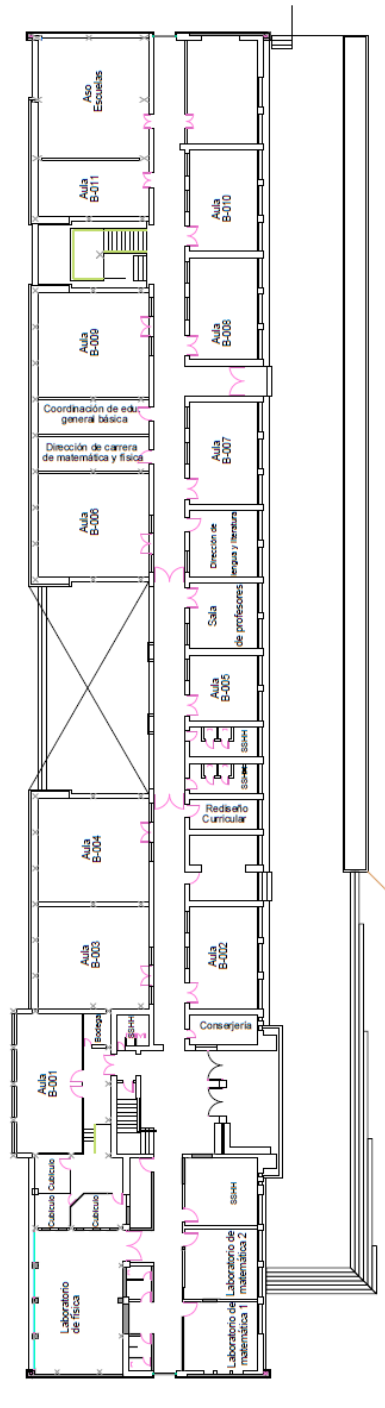 Aso
Escuelas
Aula
B-011
Aula
B-010
Aula
B-009
Aula
B-008
Coordinación de edu
general básica
Dirección de carrera
de matemática y física
Aula
B-007
Aula
B-006
Dirección de
lengua y literatura
Sala
de profesores
Aula
B-005
SSHH
SSHH
Rediseño
Curricular
Aula
B-004
Aula
B-003
Aula
B-002
Conserjería
Aula
B-001
Bodega
SSHH
Cubículo
Cubículo
Cubículo
SSHH
Laboratorio
de física
Laboratorio de
matemática 2
Laboratorio de
matemática 1